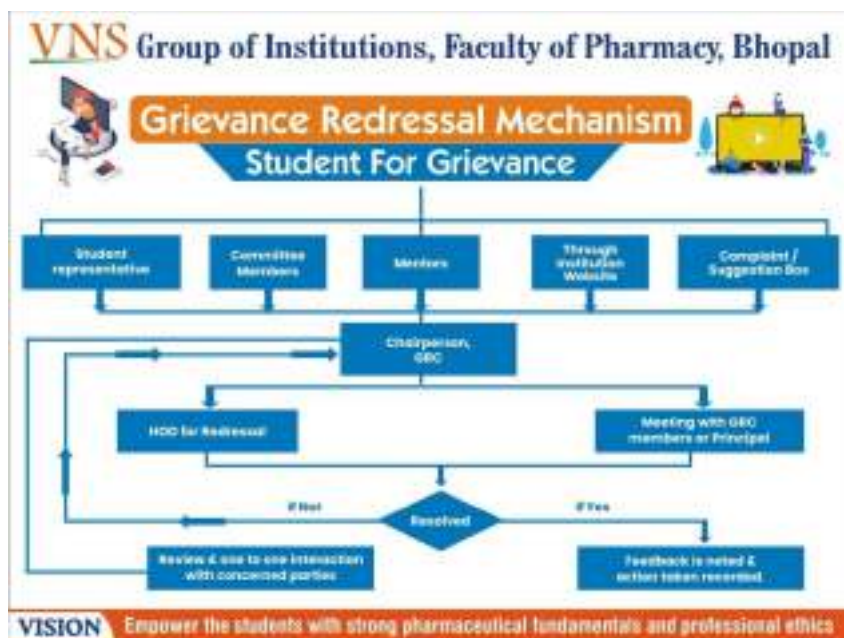 VNS Group of Institutions, Faculty of Pharmacy, Bhopal
Grievance Redressal Mechanism
Student For Grievance
Student
representative
Committee
Members
Mentors
Through
Institution
Website
Complaint /
Suggestion Box
Chairperson,
GRC
HOD for Redressal
Meeting with GRC
members or Principal
If Not
Resolved
If Yes
Review & one to one interaction
with concerned parties
Feedback is noted &
action taken recorded
VISION Empower the students with strong pharmaceutical fundamentals and professional ethics